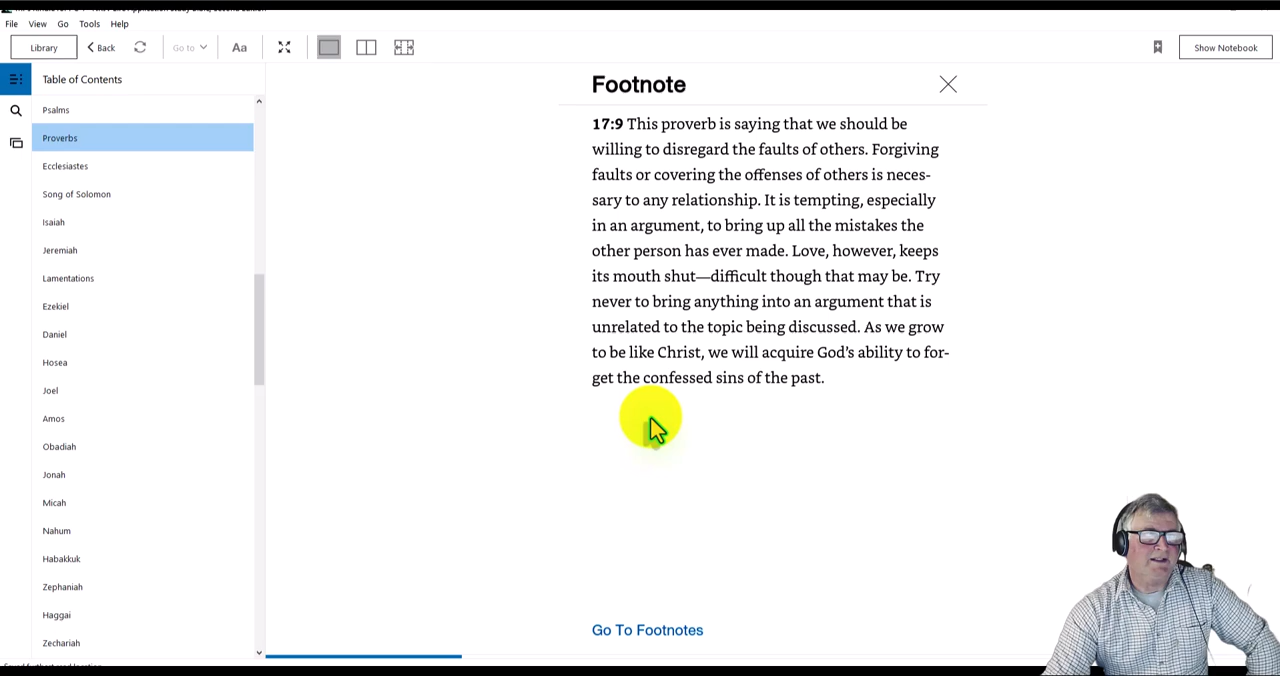 File View Go Tools Help
Library Back Go to Aa Show Notebook
Table of Contents
Psalms
Proverbs
Ecclesiastes
Song of Solomon
Isaiah
Jeremiah
Lamentations
Ezekiel
Daniel
Hosea
Joel
Amos
Obadiah
Jonah
Micah
Nahum
Habakkuk
Zephaniah
Haggai
Zechariah
Footnote
17:9 This proverb is saying that we should be
willing to disregard the faults of others. Forgiving
faults or covering the offenses of others is neces-
sary to any relationship. It is tempting, especially
in an argument, to bring up all the mistakes the
other person has ever made. Love, however, keeps
its mouth shut—difficult though that may be. Try
never to bring anything into an argument that is
unrelated to the topic being discussed. As we grow
to be like Christ, we will acquire God's ability to for-
get the confessed sins of the past.
Go To Footnotes